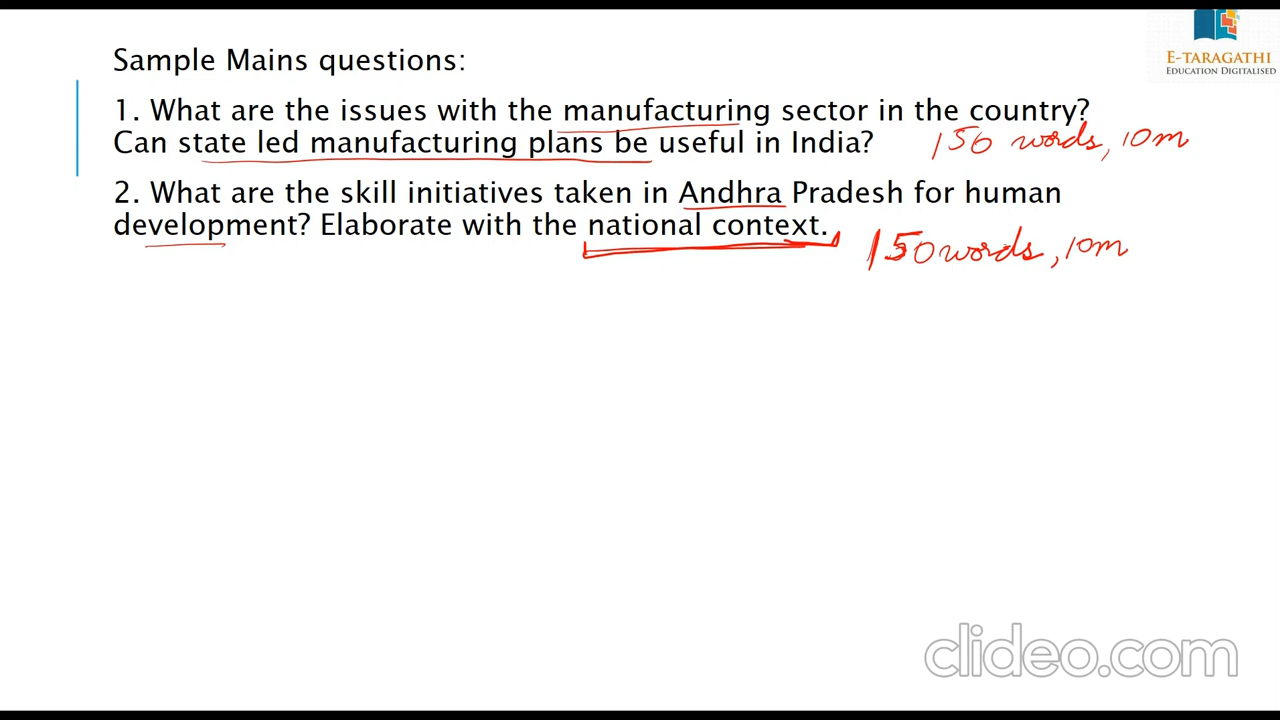 E-TARAGATHI
EDUCATION DIGITALISED
Sample Mains questions:
1. What are the issues with the manufacturing sector in the country?
Can state led manufacturing plans be useful in India? 150 words, 10m
2. What are the skill initiatives taken in Andhra Pradesh for human
development? Elaborate with the national context. 150 words, 10m
clideo.com